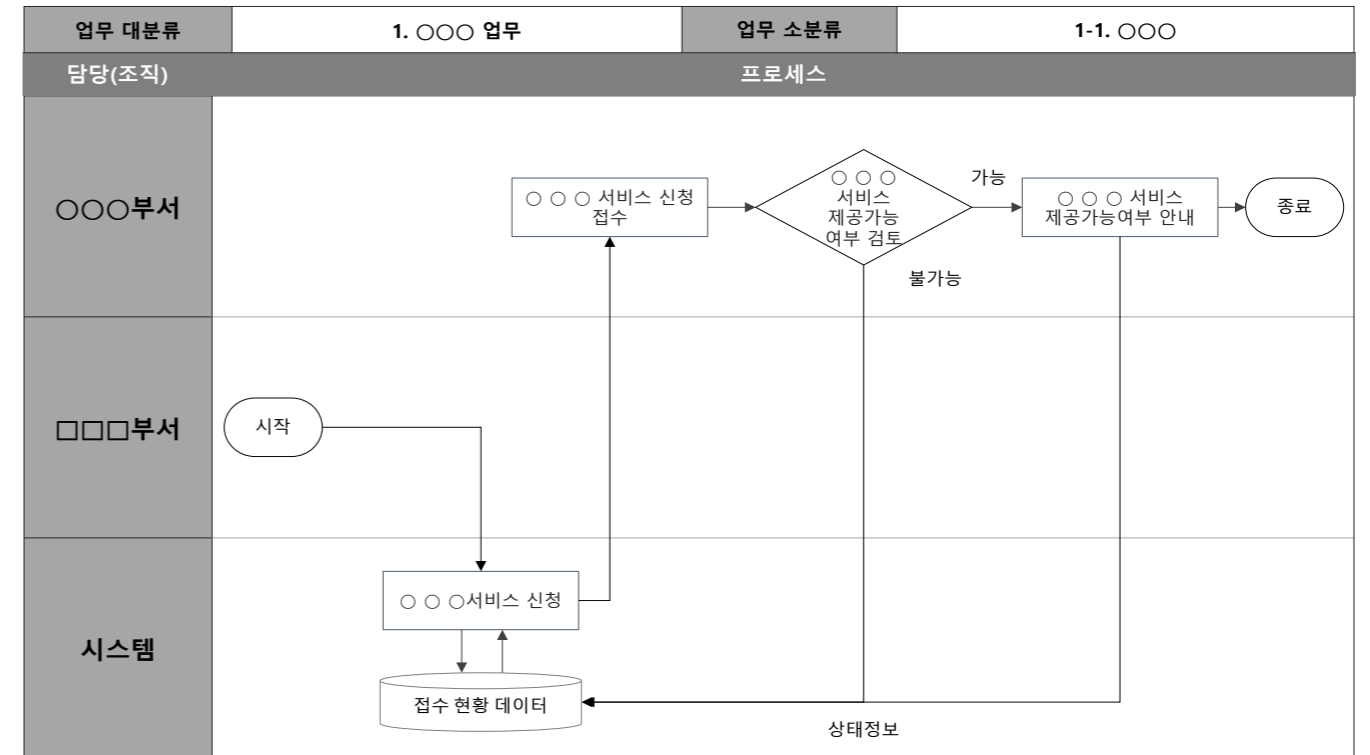 업무 대분류
1. ○○○ 업무
업무 소분류
1-1. ○○○
담당(조직)
프로세스
○○○부서
○ ○ ○ 서비스 신청
접수
○ ○ ○
서비스
제공가능
여부 검토
가능
불가능
○ ○ ○ 서비스
제공가능여부 안내
종료
□□□부서
시작
시스템
○ ○ ○서비스 신청
접수 현황 데이터
상태정보